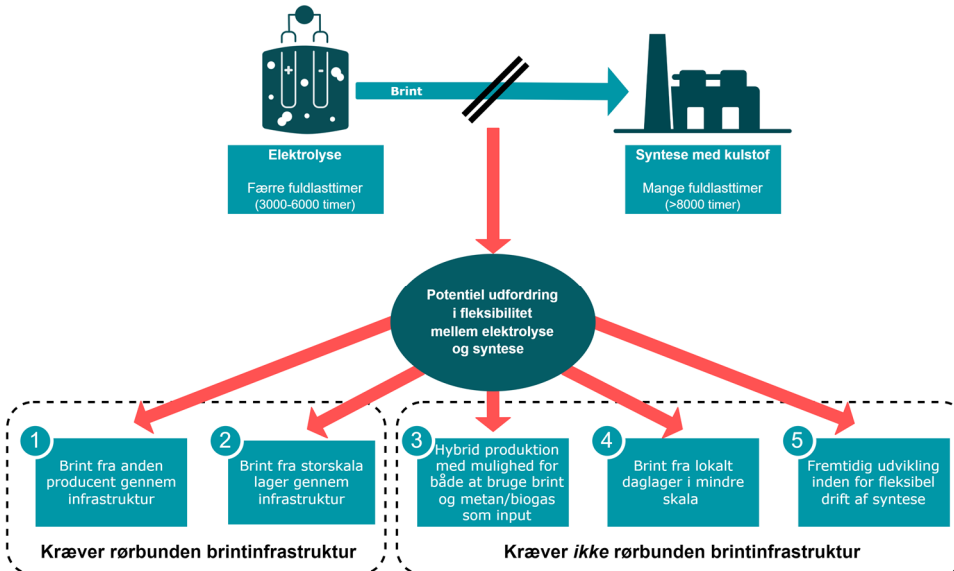 + -
Brint
Elektrolyse
Færre fuldlasttimer
(3000-6000 timer)
Syntese med kulstof
Mange fuldlasttimer
(>8000 timer)
Potentiel udfordring
i fleksibilitet
mellem elektrolyse
og syntese
1
Brint fra anden
producent gennem
infrastruktur
2
Brint fra storskala
lager gennem
infrastruktur
3
Hybrid produktion
med mulighed for
både at bruge brint
og metan/biogas
som input
4
Brint fra lokalt
daglager i mindre
skala
5
Fremtidig udvikling
inden for fleksibel
drift af syntese
Kræver rørbunden brintinfrastruktur
Kræver ikke rørbunden brintinfrastruktur